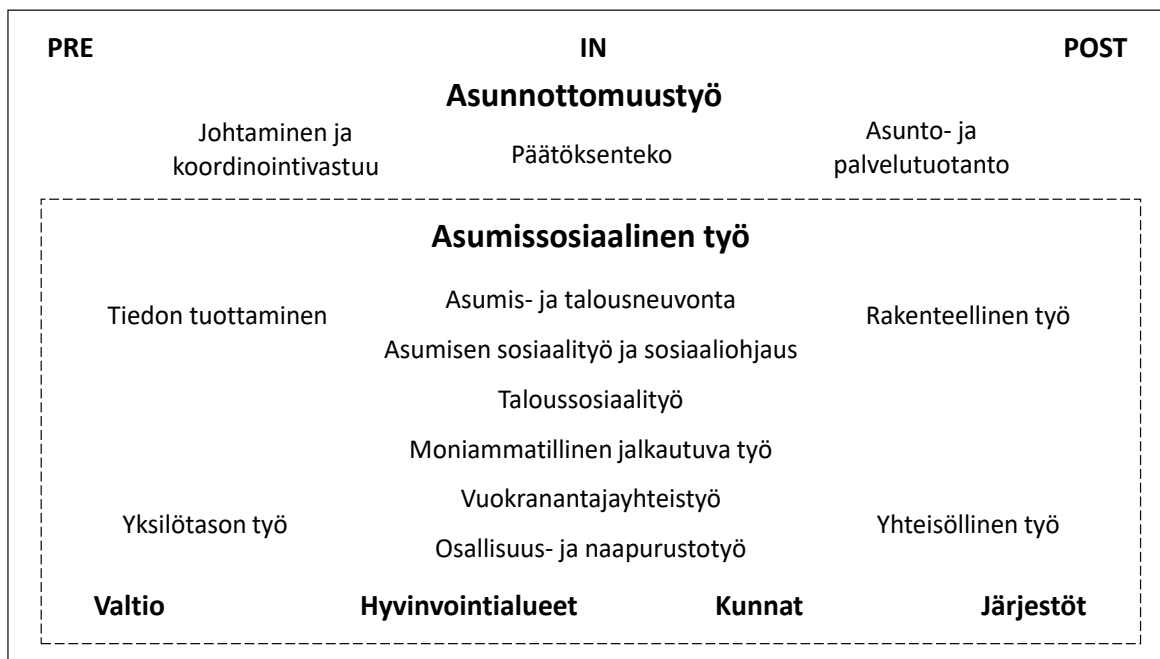 PRE IN POST
Asunnottomuustyö
Johtaminen ja
koordinointivastuu
Päätöksenteko
Asunto- ja
palvelutuotanto
Asumissosiaalinen työ
Tiedon tuottaminen
Asumis- ja talousneuvonta
Rakenteellinen työ
Asumisen sosiaalityö ja sosiaaliohjaus
Taloussosiaalityö
Moniammatillinen jalkautuva työ
Vuokranantajayhteistyö
Yksilötason työ
Yhteisöllinen työ
Osallisuus- ja naapurustotyö
Valtio Hyvinvointialueet Kunnat Järjestöt